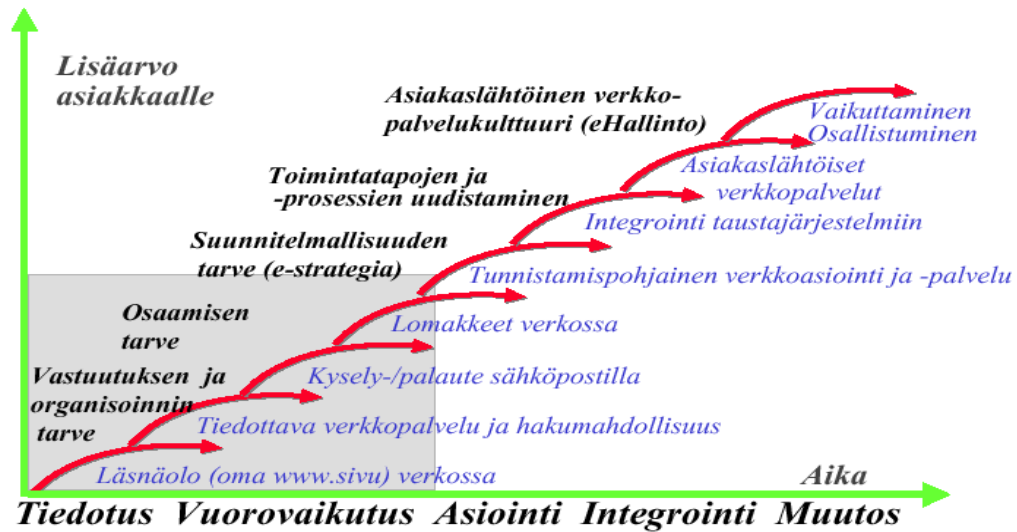 Lisäarvo
asiakkaalle
Asiakaslähtöinen verkko-
palvelukulttuuri (eHallinto)
Vaikuttaminen
Osallistuminen
Toimintatapojen ja
-prosessien uudistaminen
Asiakaslähtöiset
verkkopalvelut
Integrointi taustajärjestelmiin
Suunnitelmallisuuden
tarve (e-strategia)
Tunnistamispohjainen verkkoasiointi ja -palvelu
Osaamisen
tarve
Lomakkeet verkossa
Vastuutuksen ja
organisoinnin
tarve
Kysely-/palaute sähköpostilla
Tiedottava verkkopalvelu ja hakumahdollisuus
Läsnäolo (oma www.sivu) verkossa
Aika
Tiedotus Vuorovaikutus Asiointi Integrointi Muutos